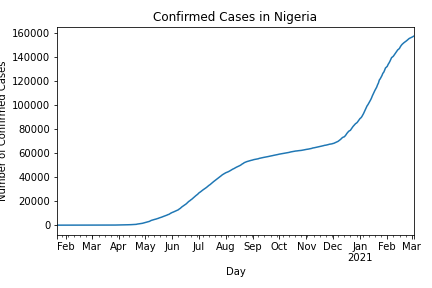 Confirmed Cases in Nigeria
Number of Confirmed Cases
160000
140000
120000
100000
80000
60000
40000
20000
0
Feb Mar Apr May Jun Jul Aug Sep Oct Nov Dec Jan Feb Mar
2021
Day